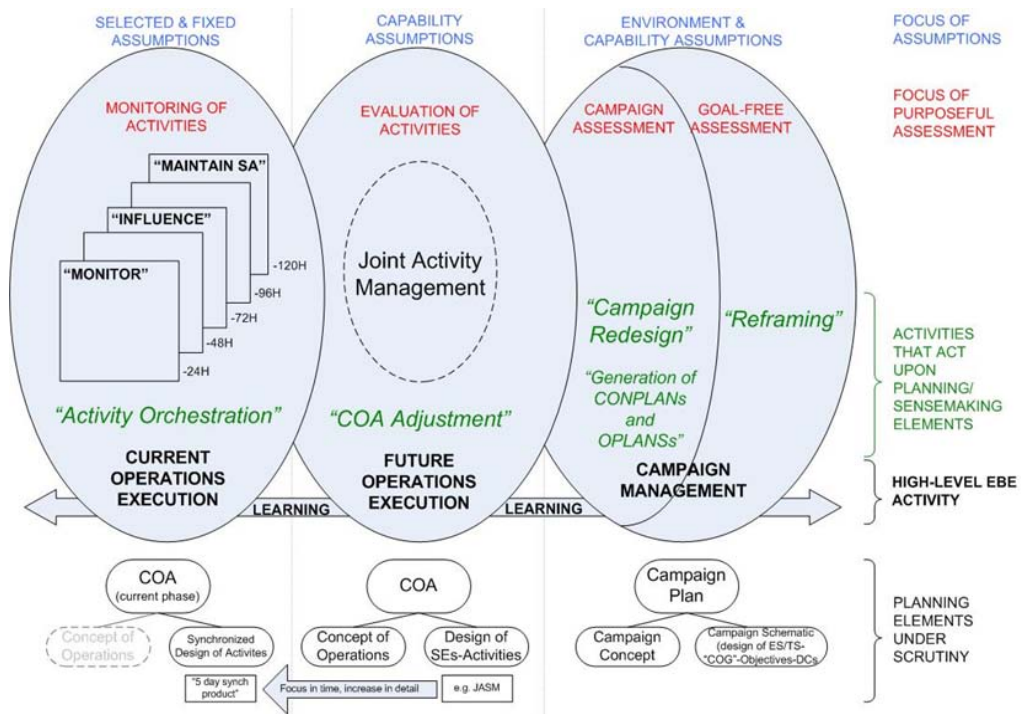 SELECTED & FIXED
ASSUMPTIONS
CAPABILITY
ASSUMPTIONS
ENVIRONMENT &
CAPABILITY ASSUMPTIONS
FOCUS OF
ASSUMPTIONS
MONITORING OF
ACTIVITIES
EVALUATION OF
ACTIVITIES
CAMPAIGN
ASSESSMENT
GOAL-FREE
ASSESSMENT
FOCUS OF
PURPOSEFUL
ASSESSMENT
“MAINTAIN SA”
“INFLUENCE”
“MONITOR”
-120H
-96H
-72H
-48H
-24H
Joint Activity
Management
“Campaign
Redesign”
“Reframing”
“Generation of
CONPLANs
and
OPLANSs”
ACTIVITIES
THAT ACT
UPON
PLANNING/
SENSEMAKING
ELEMENTS
“Activity Orchestration”
“COA Adjustment”
CURRENT
OPERATIONS
EXECUTION
FUTURE
OPERATIONS
EXECUTION
CAMPAIGN
MANAGEMENT
HIGH-LEVEL EBE
ACTIVITY
LEARNING
LEARNING
COA
(current phase)
COA
Campaign
Plan
Concept of
Operations
Synchronized
Design of Activites
Concept of
Operations
Design of
SEs-Activities
Campaign
Concept
Campaign Schematic
(design of ES/TS-
“COG”-Objectives-DCs
PLANNING
ELEMENTS
UNDER
SCRUTINY
“5 day synch
product”
Focus in time, increase in detail
e.g. JASM